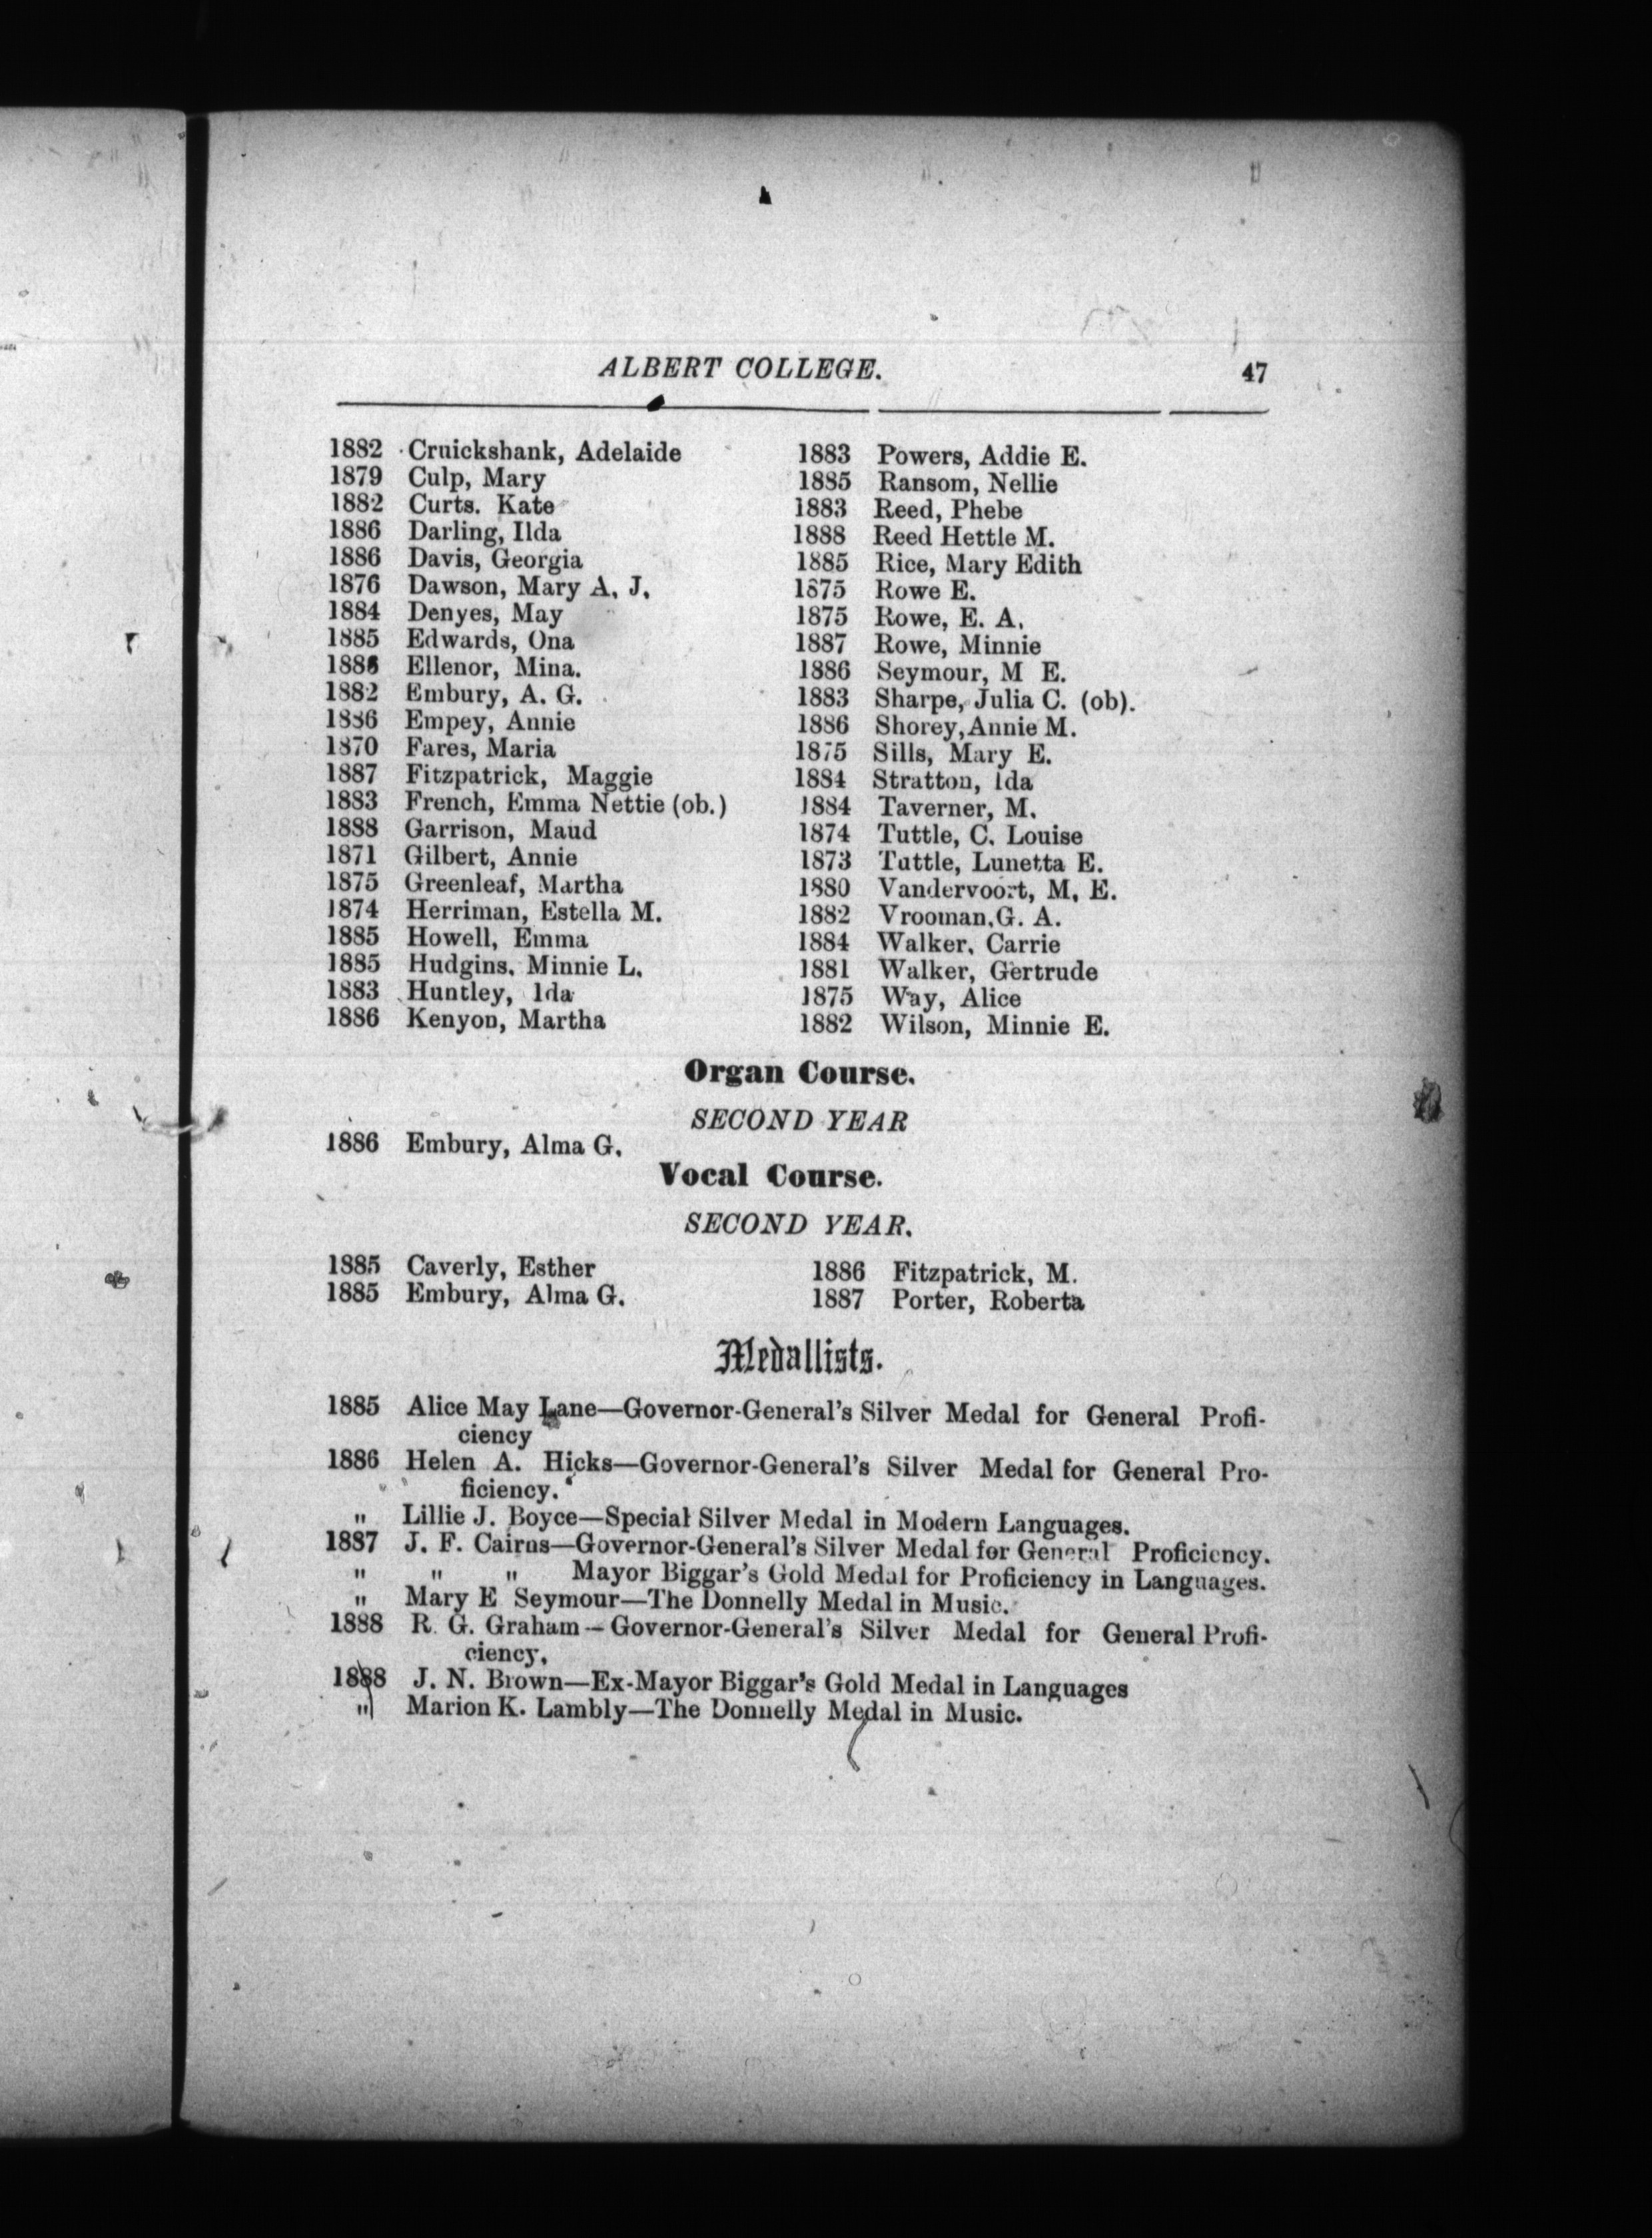 ALBERT COLLEGE. 47
1882 Cruickshank, Adelaide
1879 Culp, Mary
1882 Curts. Kate
1886 Darling, Ilda
1886 Davis, Georgia
1876 Dawson, Mary A. J.
1884 Denyes, May
1885 Edwards, Ona
1886 Ellenor, Mina.
1882 Embury, A. G.
1886 Empey, Annie
1870 Fares, Maria
1887 Fitzpatrick, Maggie
1883 French, Emma Nettie (ob.)
1888 Garrison, Maud
1871 Gilbert, Annie
1875 Greenleaf, Martha
1874 Herriman, Estella M.
1885 Howell, Emma
1885 Hudgins, Minnie L.
1883 Huntley, Ida
1886 Kenyon, Martha
1883 Powers, Addie E.
1885 Ransom, Nellie
1883 Reed, Phebe
1888 Reed Hettle M.
1885 Rice, Mary Edith
1875 Rowe E.
1875 Rowe, E. A.
1887 Rowe, Minnie
1886 Seymour, M E.
1883 Sharpe, Julia C. (ob).
1886 Shorey, Annie M.
1875 Sills, Mary E.
1884 Stratton, Ida
1884 Taverner, M.
1874 Tuttle, C. Louise
1873 Tuttle, Lunetta E.
1880 Vandervoort, M. E.
1882 Vrooman, G. A.
1884 Walker, Carrie
1881 Walker, Gertrude
1875 Way, Alice
1882 Wilson, Minnie E.
Organ Course.
SECOND YEAR
1886 Embury, Alma G.
Vocal Course.
SECOND YEAR.
1885 Caverly, Esther
1885 Embury, Alma G.
1886 Fitzpatrick, M.
1887 Porter, Roberta
Medallists.
1885 Alice May Lane—Governor-General's Silver Medal for General Profi-
ciency
1886 Helen A. Hicks—Governor-General's Silver Medal for General Pro-
ficiency.
" Lillie J. Boyce—Special Silver Medal in Modern Languages.
1887 J. F. Cairns—Governor-General's Silver Medal for General Proficiency.
" " " Mayor Biggar's Gold Medal for Proficiency in Languages.
" Mary E Seymour—The Donnelly Medal in Music.
1888 R. G. Graham—Governor-General's Silver Medal for General Profi-
ciency,
1888 J. N. Brown—Ex-Mayor Biggar's Gold Medal in Languages
" Marion K. Lambly—The Donnelly Medal in Music.